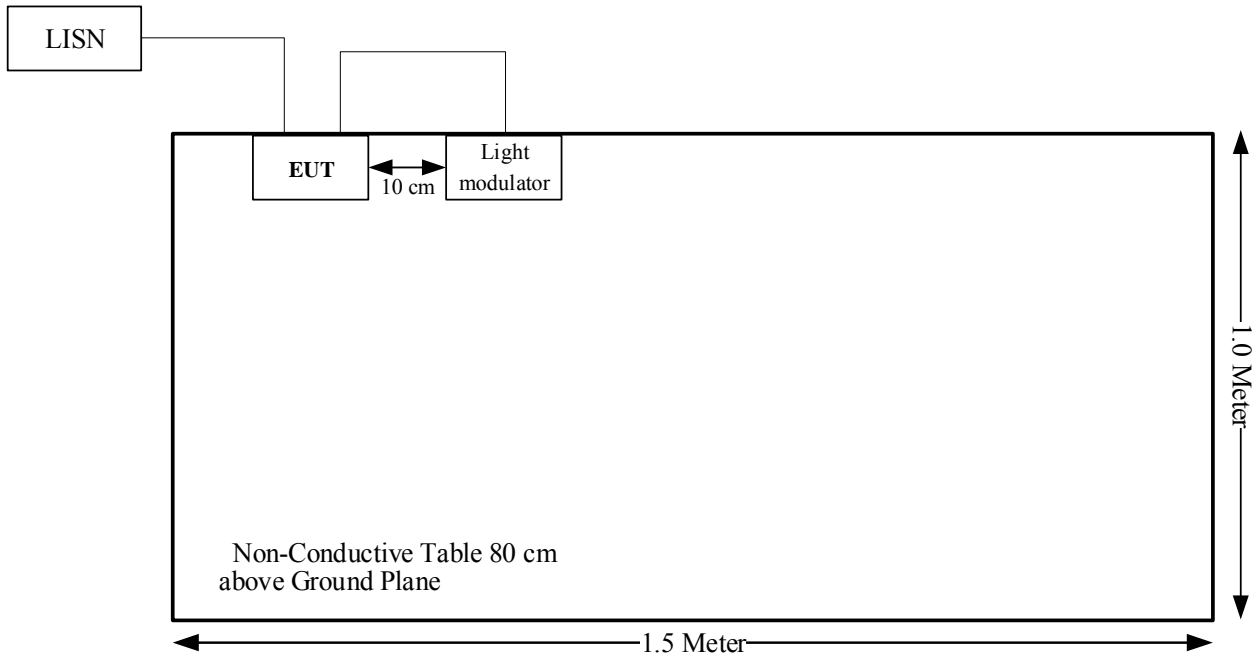 LISN
EUT
10 cm
Light
modulator
1.0 Meter
Non-Conductive Table 80 cm
above Ground Plane
1.5 Meter